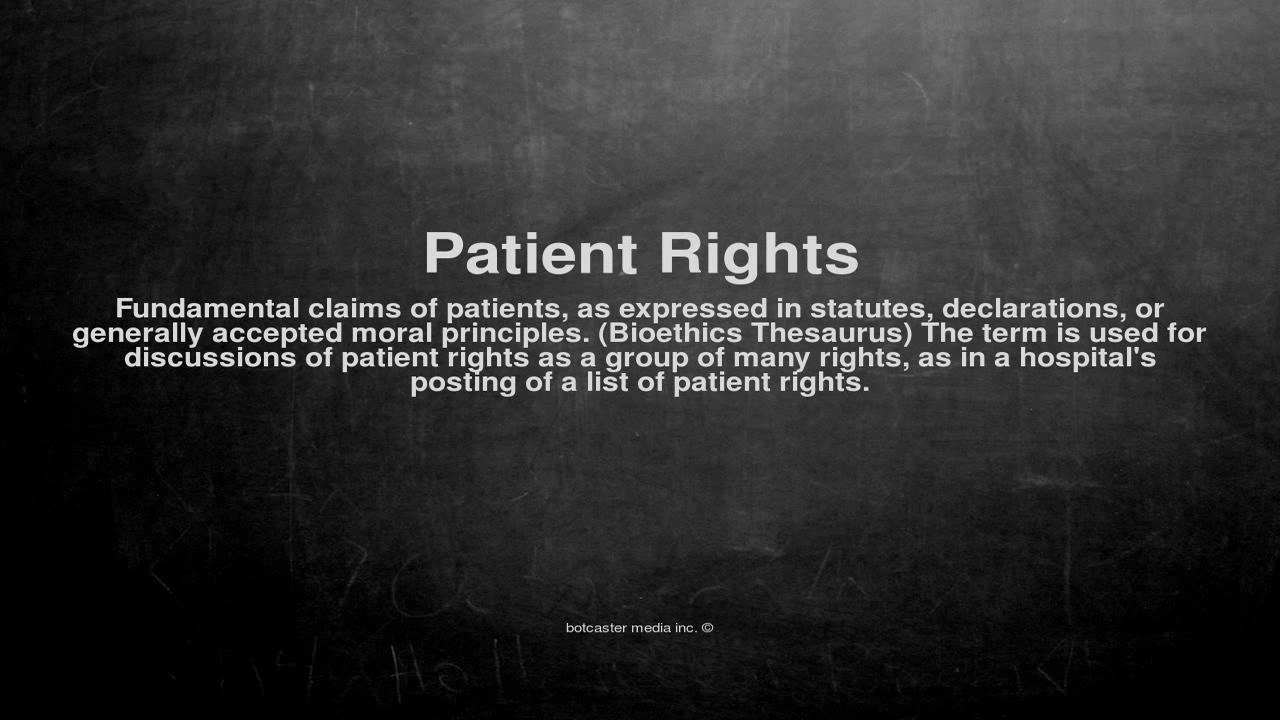 Patient Rights
Fundamental claims of patients, as expressed in statutes, declarations, or
generally accepted moral principles. (Bioethics Thesaurus) The term is used for
discussions of patient rights as a group of many rights, as in a hospital's
posting of a list of patient rights.
botcaster media inc. ©